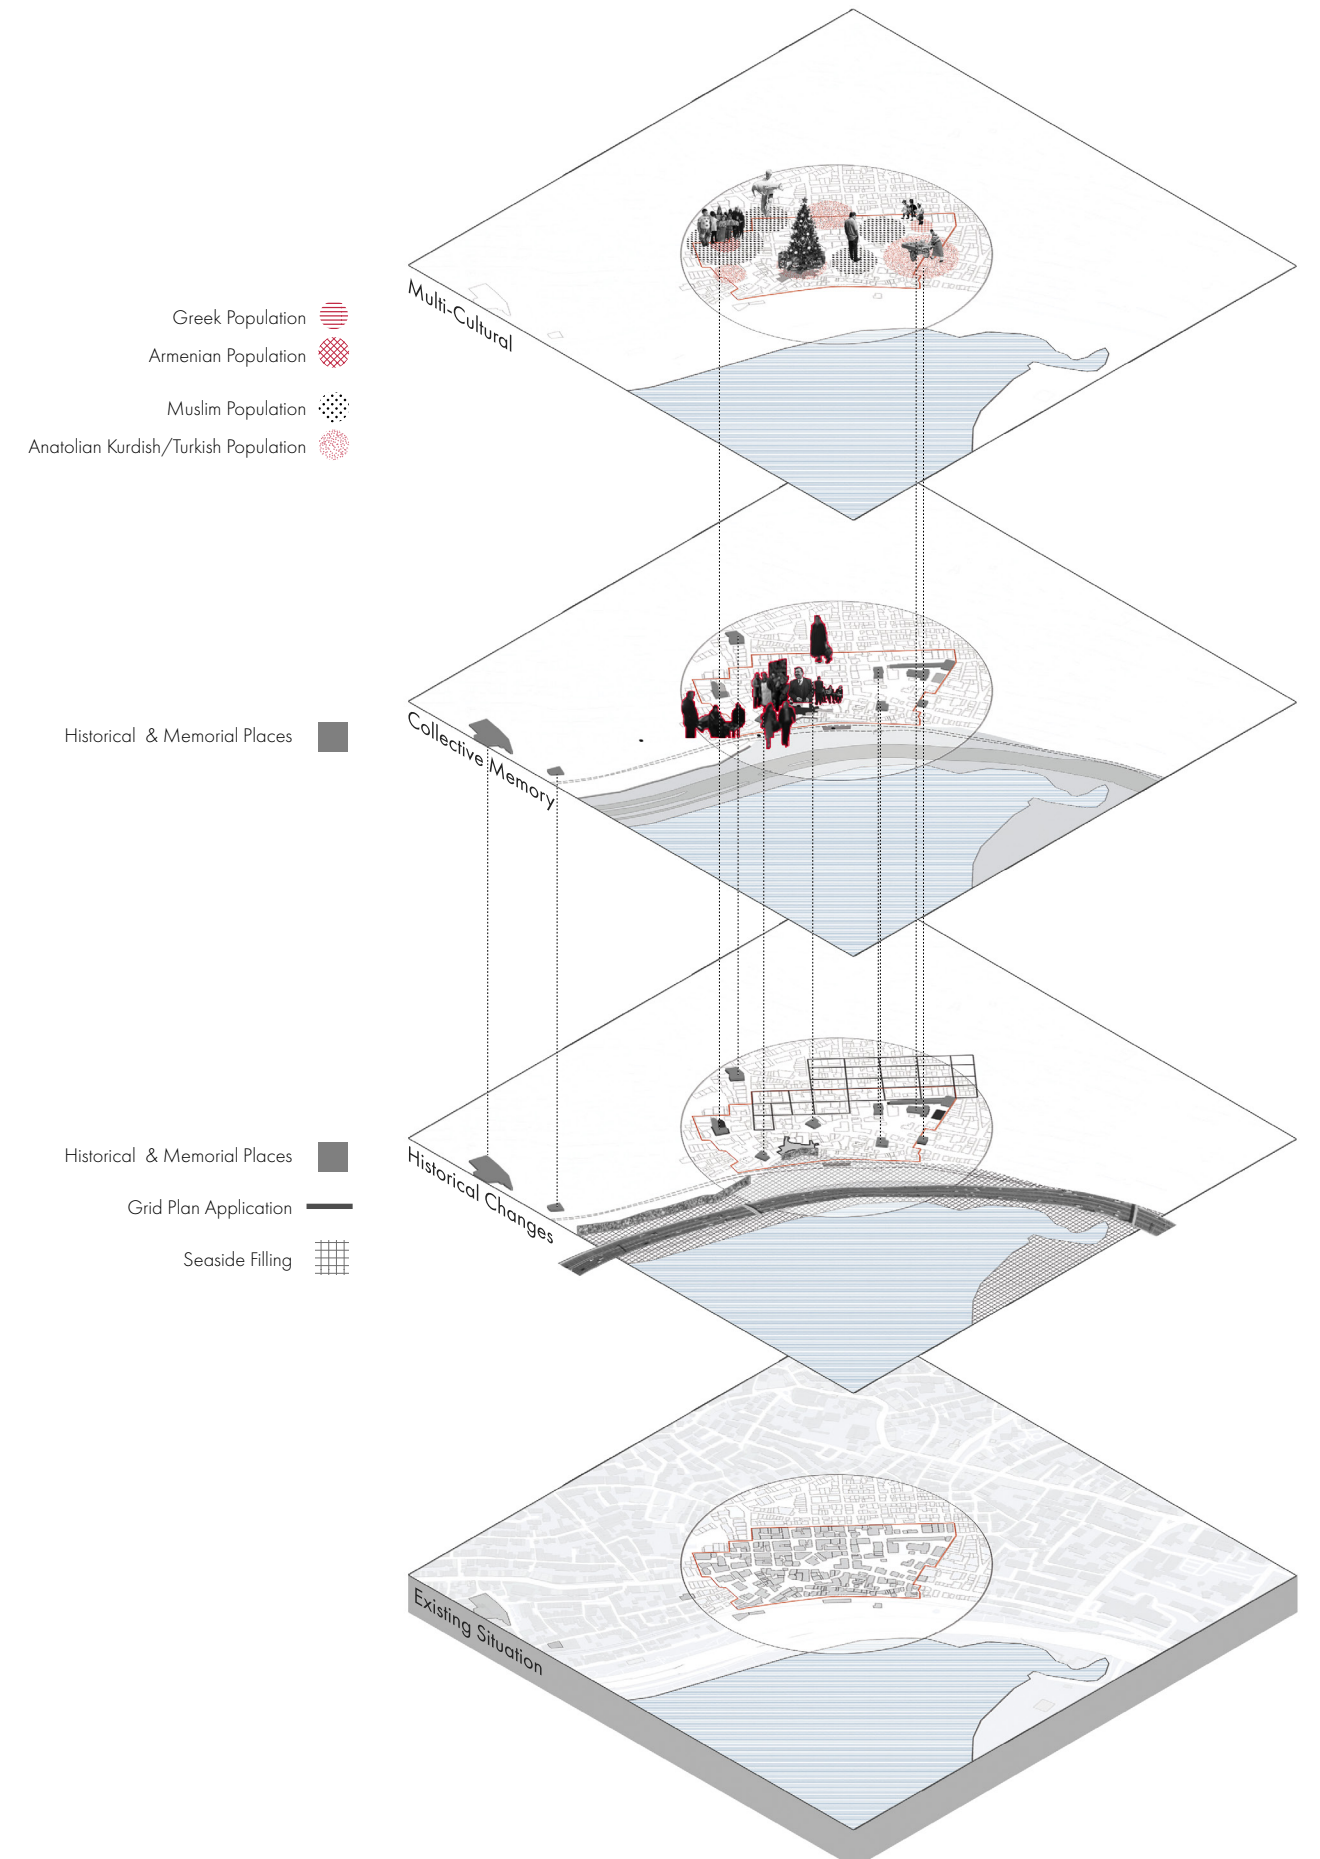 Multi-Cultural
Greek Population
Armenian Population
Muslim Population
Anatolian Kurdish/Turkish Population
Collective Memory
Historical & Memorial Places
Historical Changes
Historical & Memorial Places
Grid Plan Application
Seaside Filling
Existing Situation